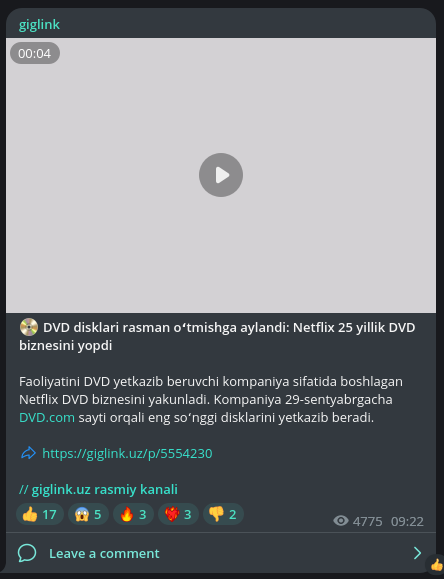 giglink
00:04
📀 DVD disklari rasman oʻtmishga aylandi: Netflix 25 yillik DVD
biznesini yopdi
Faoliyatini DVD yetkazib beruvchi kompaniya sifatida boshlagan
Netflix DVD biznesini yakunladi. Kompaniya 29-sentyabrgacha
DVD.com sayti orqali eng soʻnggi disklarini yetkazib beradi.
https://giglink.uz/p/5554230
// giglink.uz rasmiy kanali
👍 17 😱 5 🔥 3 ❤️‍🔥 3 👎 2
4775 09:22
Leave a comment